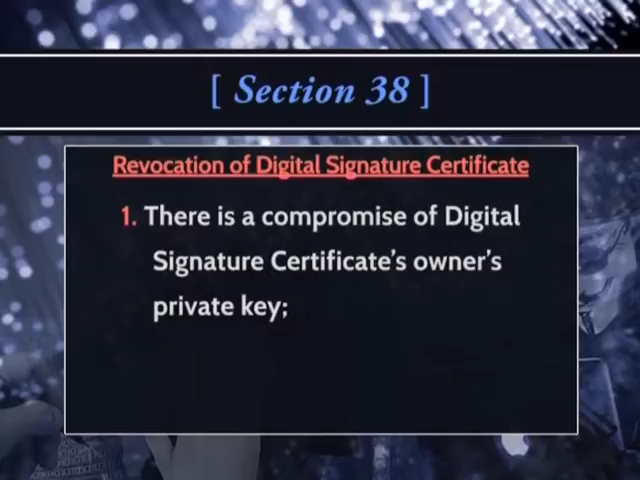 [ Section 38 ]
Revocation of Digital Signature Certificate
1. There is a compromise of Digital
Signature Certificate's owner's
private key;